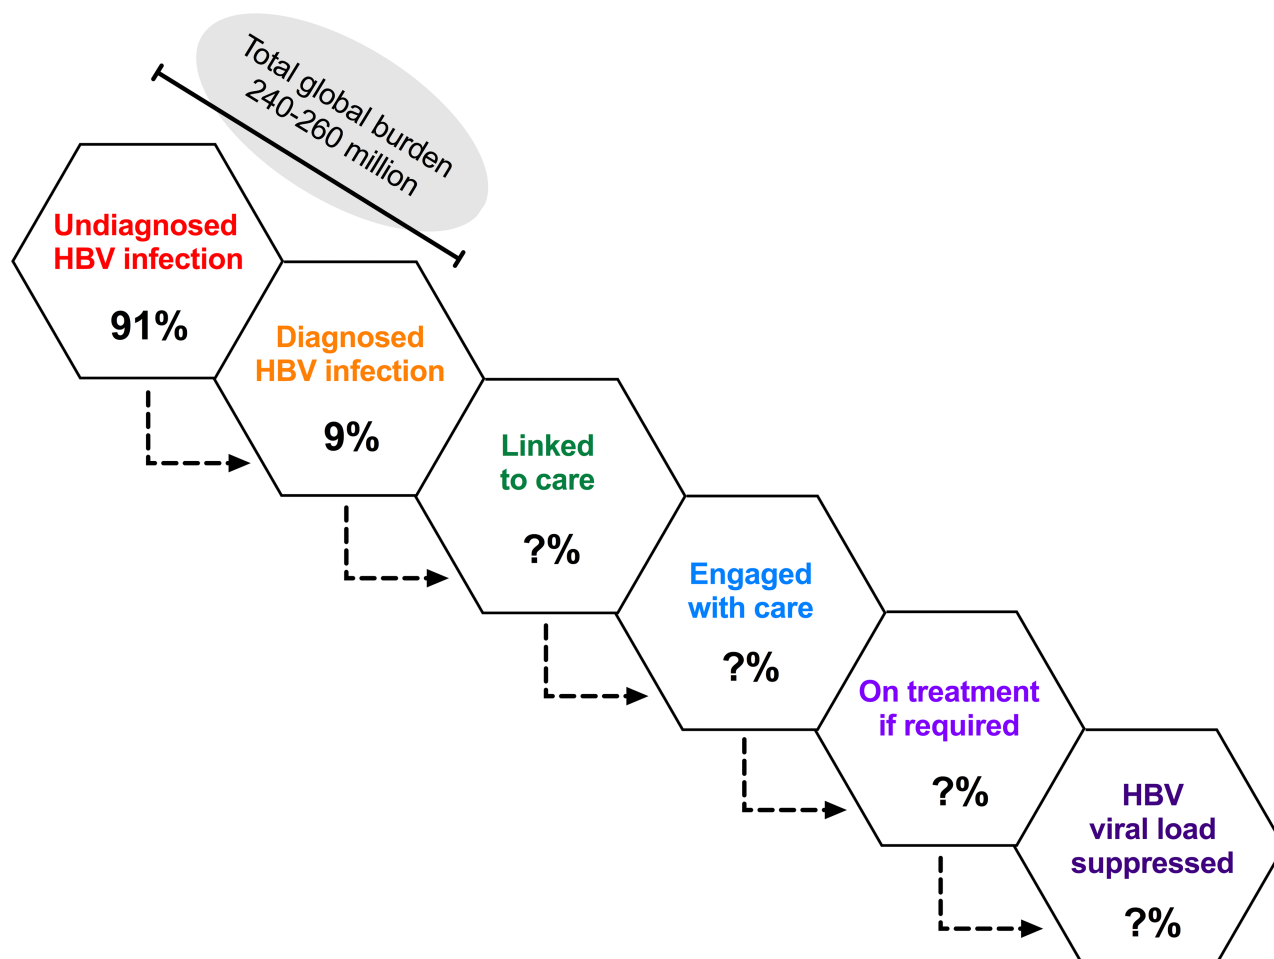 Total global burden
240-260 million
Undiagnosed
HBV infection
91%
Diagnosed
HBV infection
9%
Linked
to care
?%
Engaged
with care
?%
On treatment
if required
?%
HBV
viral load
suppressed
?%